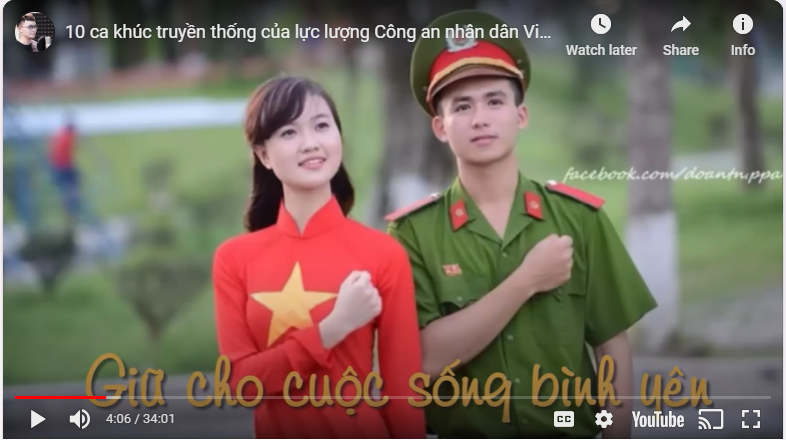 10 ca khúc truyền thống của lực lượng Công an nhân dân Vi...
Watch later
Share
Info
facebook.com/doantn.ppa
Giữ cho cuộc sống bình yên
4:06 / 34:01
CC
YouTube